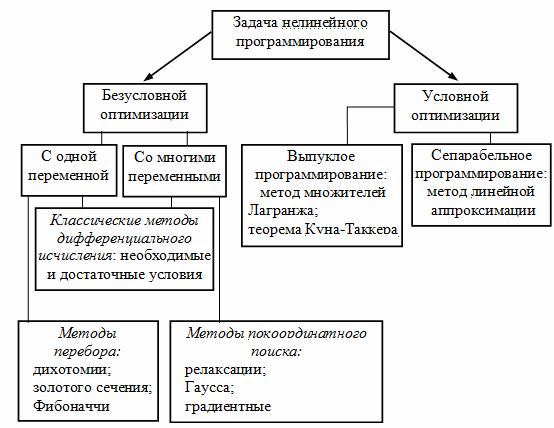 Задача нелинейного
программирования
Безусловной
оптимизации
Условной
оптимизации
С одной
переменной
Со многими
переменными
Выпуклое
программирование:
метод множителей
Лагранжа;
теорема Куна-Таккера
Сепарабельное
программирование:
метод линейной
аппроксимации
Классические методы
дифференциального
исчисления: необходимые
и достаточные условия
Методы
перебора:
дихотомии;
золотого сечения;
Фибоначчи
Методы покоординатного
поиска:
релаксации;
Гаусса;
градиентные